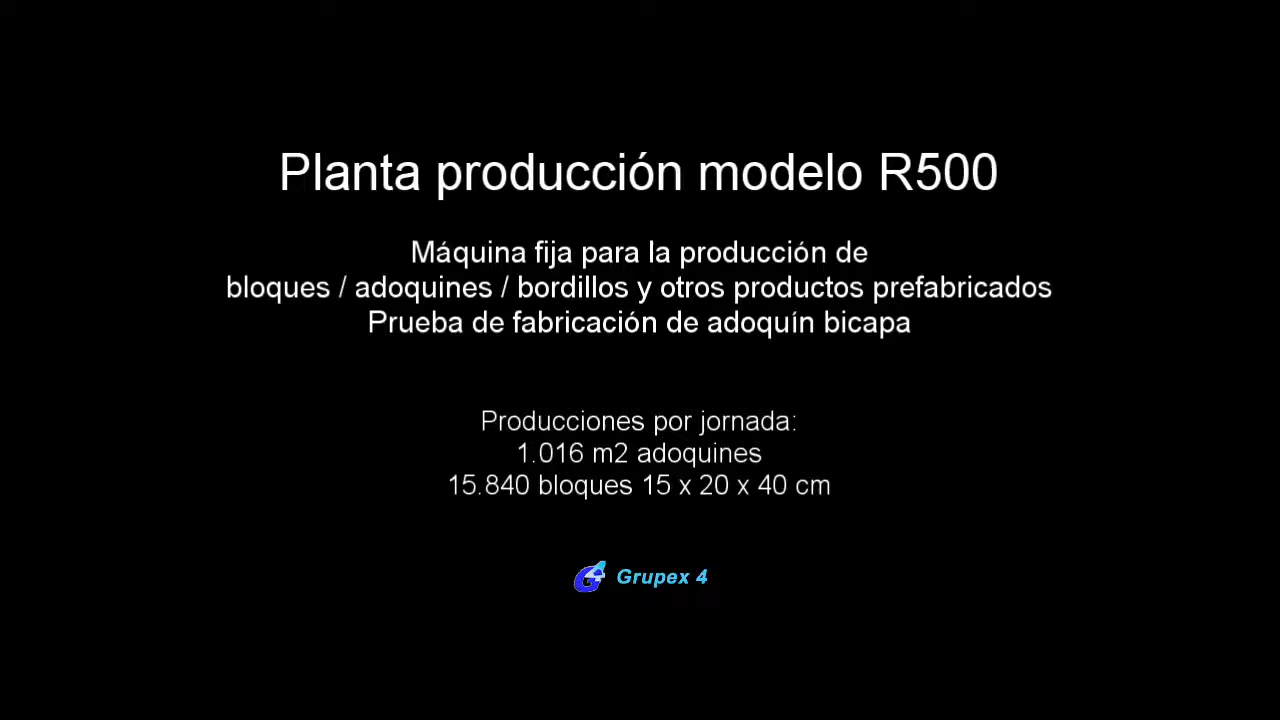 Planta producción modelo R500
Máquina fija para la producción de
bloques / adoquines / bordillos y otros productos prefabricados
Prueba de fabricación de adoquín bicapa
Producciones por jornada:
1.016 m2 adoquines
15.840 bloques 15 x 20 x 40 cm
G4 Grupex 4